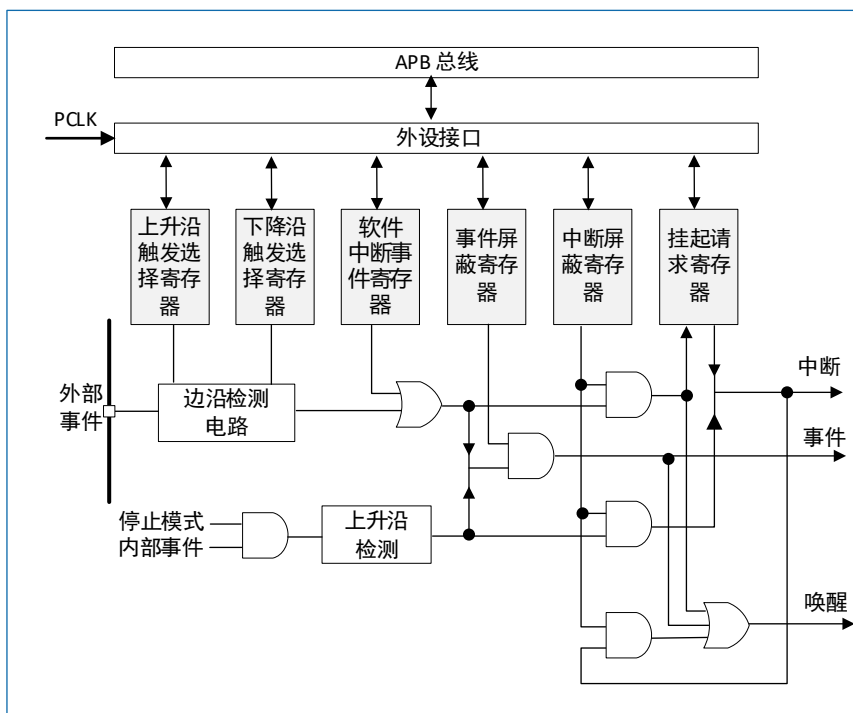 APB 总线
PCLK
外设接口
上升沿
触发选
择寄存
器
下降沿
触发选
择寄存
器
软件
中断事
件寄存
器
事件屏
蔽寄存
器
中断屏
蔽寄存
器
挂起请
求寄存
器
中断
外部
事件
边沿检测
电路
事件
停止模式
内部事件
上升沿
检测
唤醒